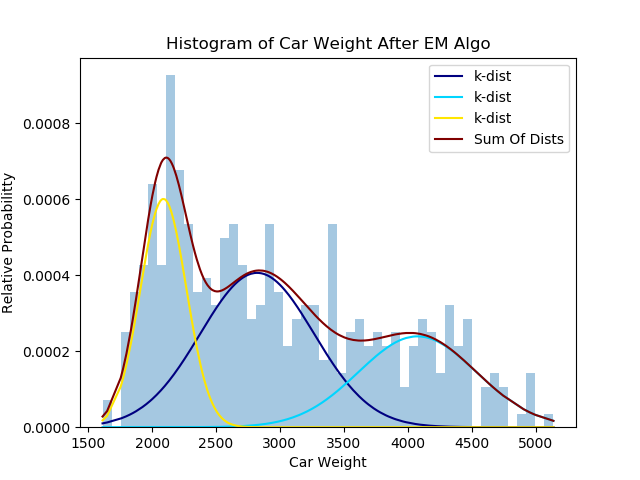 Histogram of Car Weight After EM Algo
k-dist
k-dist
k-dist
Sum Of Dists
Relative Probabilitty
0.0008
0.0006
0.0004
0.0002
0.0000
1500 2000 2500 3000 3500 4000 4500 5000
Car Weight